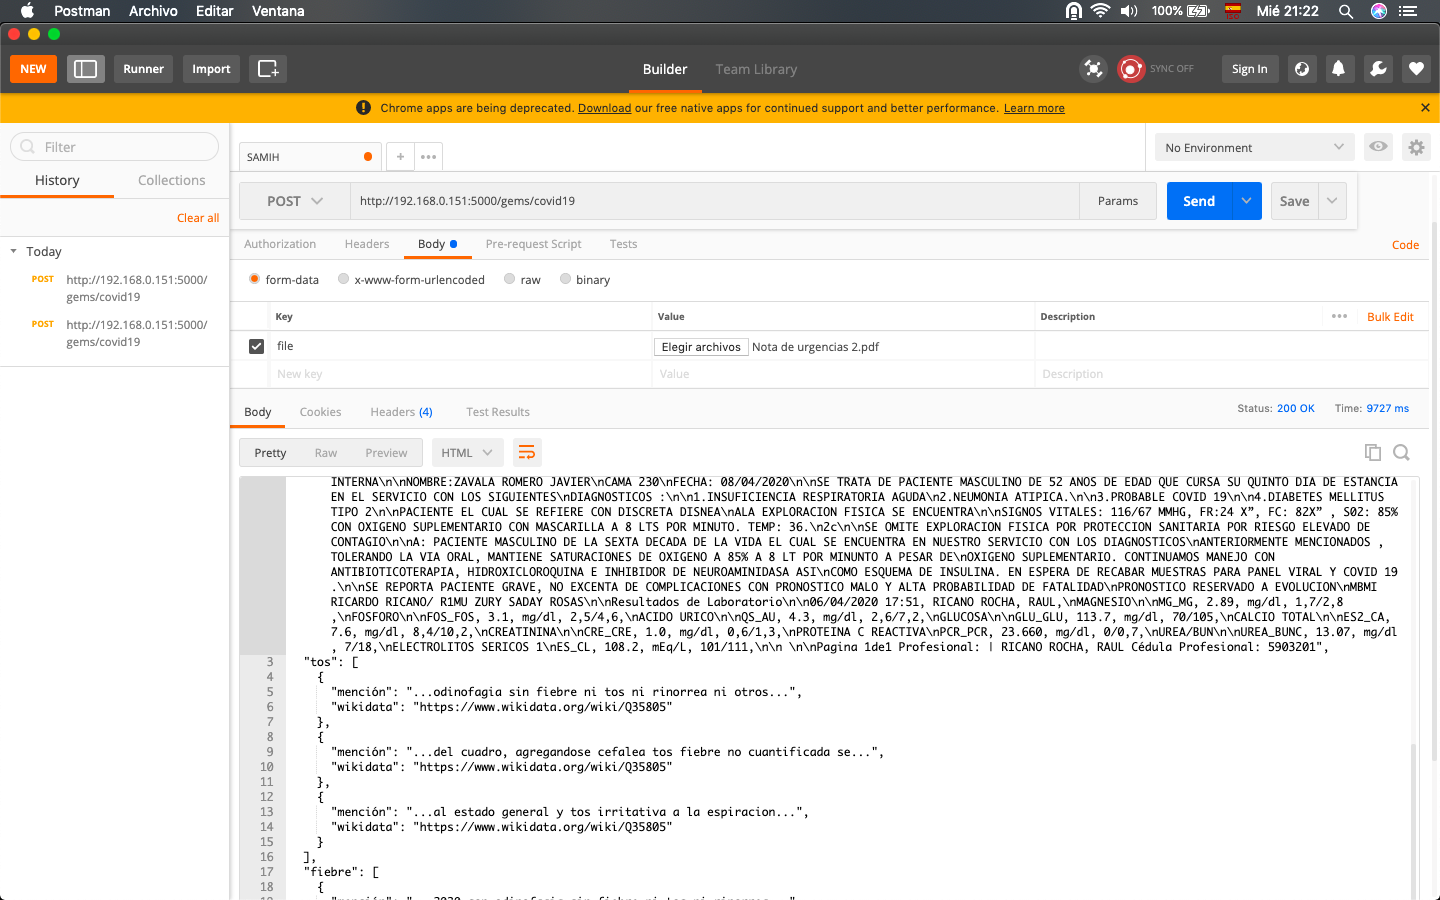 Postman Archivo Editar Ventana 100% Mié 21:22
NEW Runner Import Builder Team Library SYNC OFF Sign In
Chrome apps are being deprecated. Download our free native apps for continued support and better performance. Learn more
Filter
History Collections
Clear all
Today
POST http://192.168.0.151:5000/
gems/covid19
POST http://192.168.0.151:5000/
gems/covid19
SAMIH
No Environment
POST http://192.168.0.151:5000/gems/covid19 Params Send Save
Authorization Headers Body Pre-request Script Tests Code
form-data x-www-form-urlencoded raw binary
Key Value Description Bulk Edit
file Elegir archivos Nota de urgencias 2.pdf
New key Value Description
Body Cookies Headers (4) Test Results Status: 200 OK Time: 9727 ms
Pretty Raw Preview HTML
INTERNA\n\nNOMBRE:ZAVALA ROMERO JAVIER\nCAMA 230\nFECHA: 08/04/2020\n\nSE TRATA DE PACIENTE MASCULINO DE 52 ANOS DE EDAD QUE CURSA SU QUINTO DIA DE ESTANCIA
EN EL SERVICIO CON LOS SIGUIENTES\nDIAGNOSTICOS :\n\n1.INSUFICIENCIA RESPIRATORIA AGUDA\n2.NEUMONIA ATIPICA.\n\n3.PROBABLE COVID 19\n\n4.DIABETES MELLITUS
TIPO 2\n\nPACIENTE EL CUAL SE REFIERE CON DISCRETA DISNEA\nALA EXPLORACION FISICA SE ENCUENTRA\n\nSIGNOS VITALES: 116/67 MMHG, FR:24 X”, FC: 82X” , S02: 85%
CON OXIGENO SUPLEMENTARIO CON MASCARILLA A 8 LTS POR MINUTO. TEMP: 36.\n2c\n\nSE OMITE EXPLORACION FISICA POR PROTECCION SANITARIA POR RIESGO ELEVADO DE
CONTAGIO\n\nA: PACIENTE MASCULINO DE LA SEXTA DECADA DE LA VIDA EL CUAL SE ENCUENTRA EN NUESTRO SERVICIO CON LOS DIAGNOSTICOS\nANTERIORMENTE MENCIONADOS ,
TOLERANDO LA VIA ORAL, MANTIENE SATURACIONES DE OXIGENO A 85% A 8 LT POR MINUNTO A PESAR DE\nOXIGENO SUPLEMENTARIO. CONTINUAMOS MANEJO CON
ANTIBIOTICOTERAPIA, HIDROXICLOROQUINA E INHIBIDOR DE NEUROAMINIDASA ASI\nCOMO ESQUEMA DE INSULINA. EN ESPERA DE RECABAR MUESTRAS PARA PANEL VIRAL Y COVID 19
.\n\nSE REPORTA PACIENTE GRAVE, NO EXCENTA DE COMPLICACIONES CON PRONOSTICO MALO Y ALTA PROBABILIDAD DE FATALIDAD\nPRONOSTICO RESERVADO A EVOLUCION\nMBMI
RICARDO RICANO/ R1MU ZURY SADAY ROSAS\n\nResultados de Laboratorio\n\n06/04/2020 17:51, RICANO ROCHA, RAUL,\nMAGNESIO\n\nMG_MG, 2.89, mg/dl, 1,7/2,8
,\nFOSFORO\n\nFOS_FOS, 3.1, mg/dl, 2,5/4,6,\nACIDO URICO\n\nQS_AU, 4.3, mg/dl, 2,6/7,2,\nGLUCOSA\n\nGLU_GLU, 113.7, mg/dl, 70/105,\nCALCIO TOTAL\n\nES2_CA,
7.6, mg/dl, 8,4/10,2,\nCREATININA\n\nCRE_CRE, 1.0, mg/dl, 0,6/1,3,\nPROTEINA C REACTIVA\nPCR_PCR, 23.660, mg/dl, 0/0,7,\nUREA/BUN\n\nUREA_BUNC, 13.07, mg/dl
, 7/18,\nELECTROLITOS SERICOS 1\nES_CL, 108.2, mEq/L, 101/111,\n\n \n\nPagina 1de1 Profesional: | RICANO ROCHA, RAUL Cédula Profesional: 5903201",
3 "tos": [
4 {
5 "mención": "...odinofagia sin fiebre ni tos ni rinorrea ni otros...",
6 "wikidata": "https://www.wikidata.org/wiki/Q35805"
7 },
8 {
9 "mención": "...del cuadro, agregandose cefalea tos fiebre no cuantificada se...",
10 "wikidata": "https://www.wikidata.org/wiki/Q35805"
11 },
12 {
13 "mención": "...al estado general y tos irritativa a la espiracion...",
14 "wikidata": "https://www.wikidata.org/wiki/Q35805"
15 }
16 ],
17 "fiebre": [
18 {